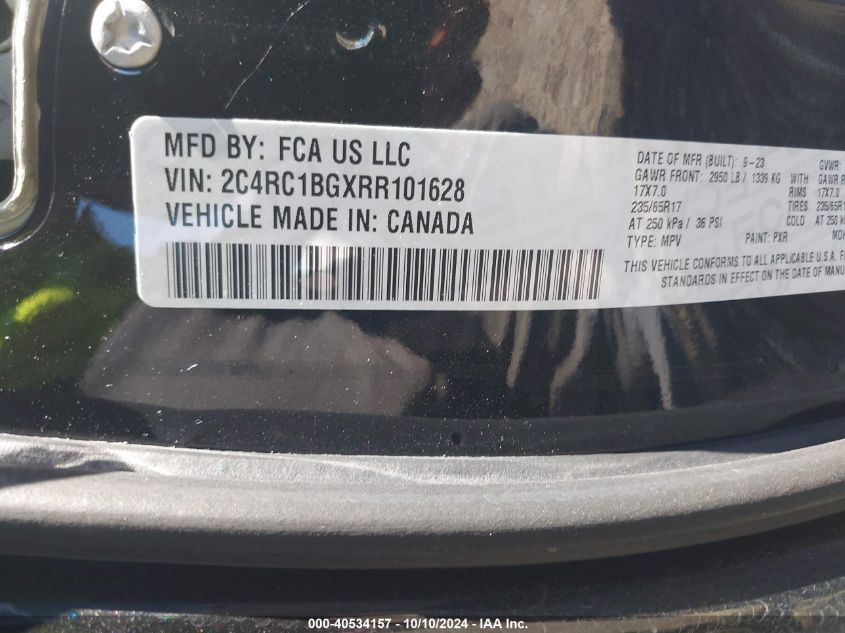 MFD BY: FCA US LLC
VIN: 2C4RC1BGXRR101628
VEHICLE MADE IN: CANADA
DATE OF MFR (BUILT): 9-23 GVWR:
GAWR FRONT: 2950 LB / 1339 KG WITH GAWR R
17X7.0 RIMS 17X7.0
235/65R17 TIRES 235/65R
AT 250 kPa / 36 PSI COLD AT 250 k
TYPE: MPV PAINT: PXR MD
THIS VEHICLE CONFORMS TO ALL APPLICABLE U.S.A. F
STANDARDS IN EFFECT ON THE DATE OF MANU
000-40534157 - 10/10/2024 - IAA Inc.